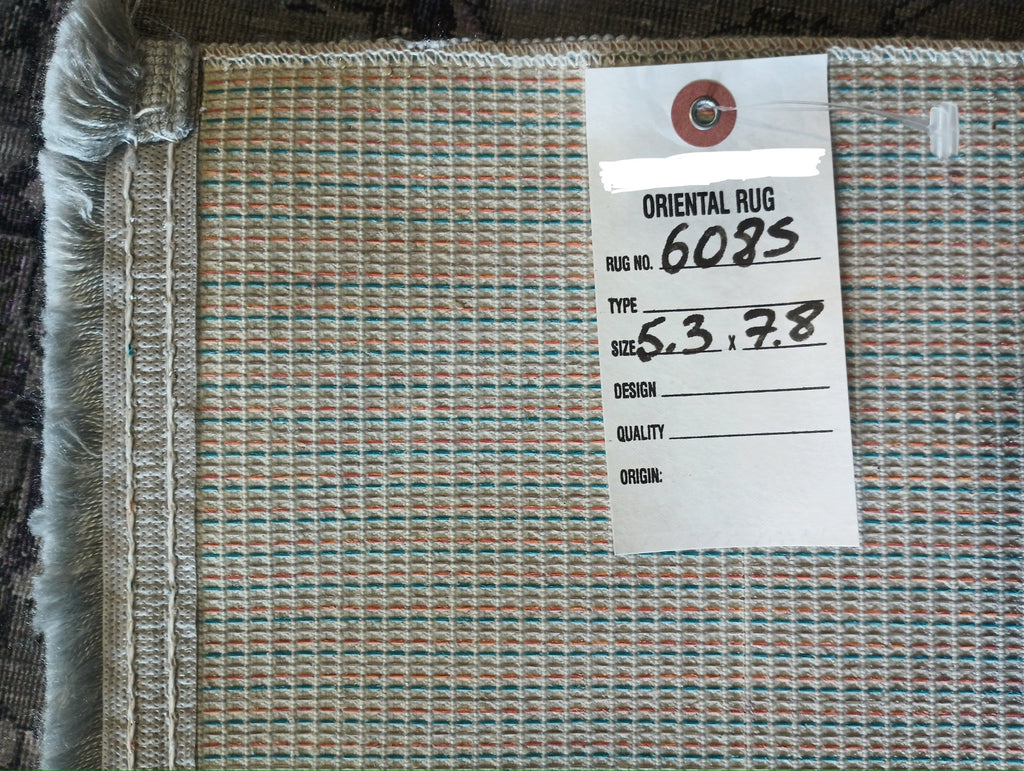 ORIENTAL RUG
RUG NO. 6085
TYPE
SIZE 5.3 x 7.8
DESIGN
QUALITY
ORIGIN: